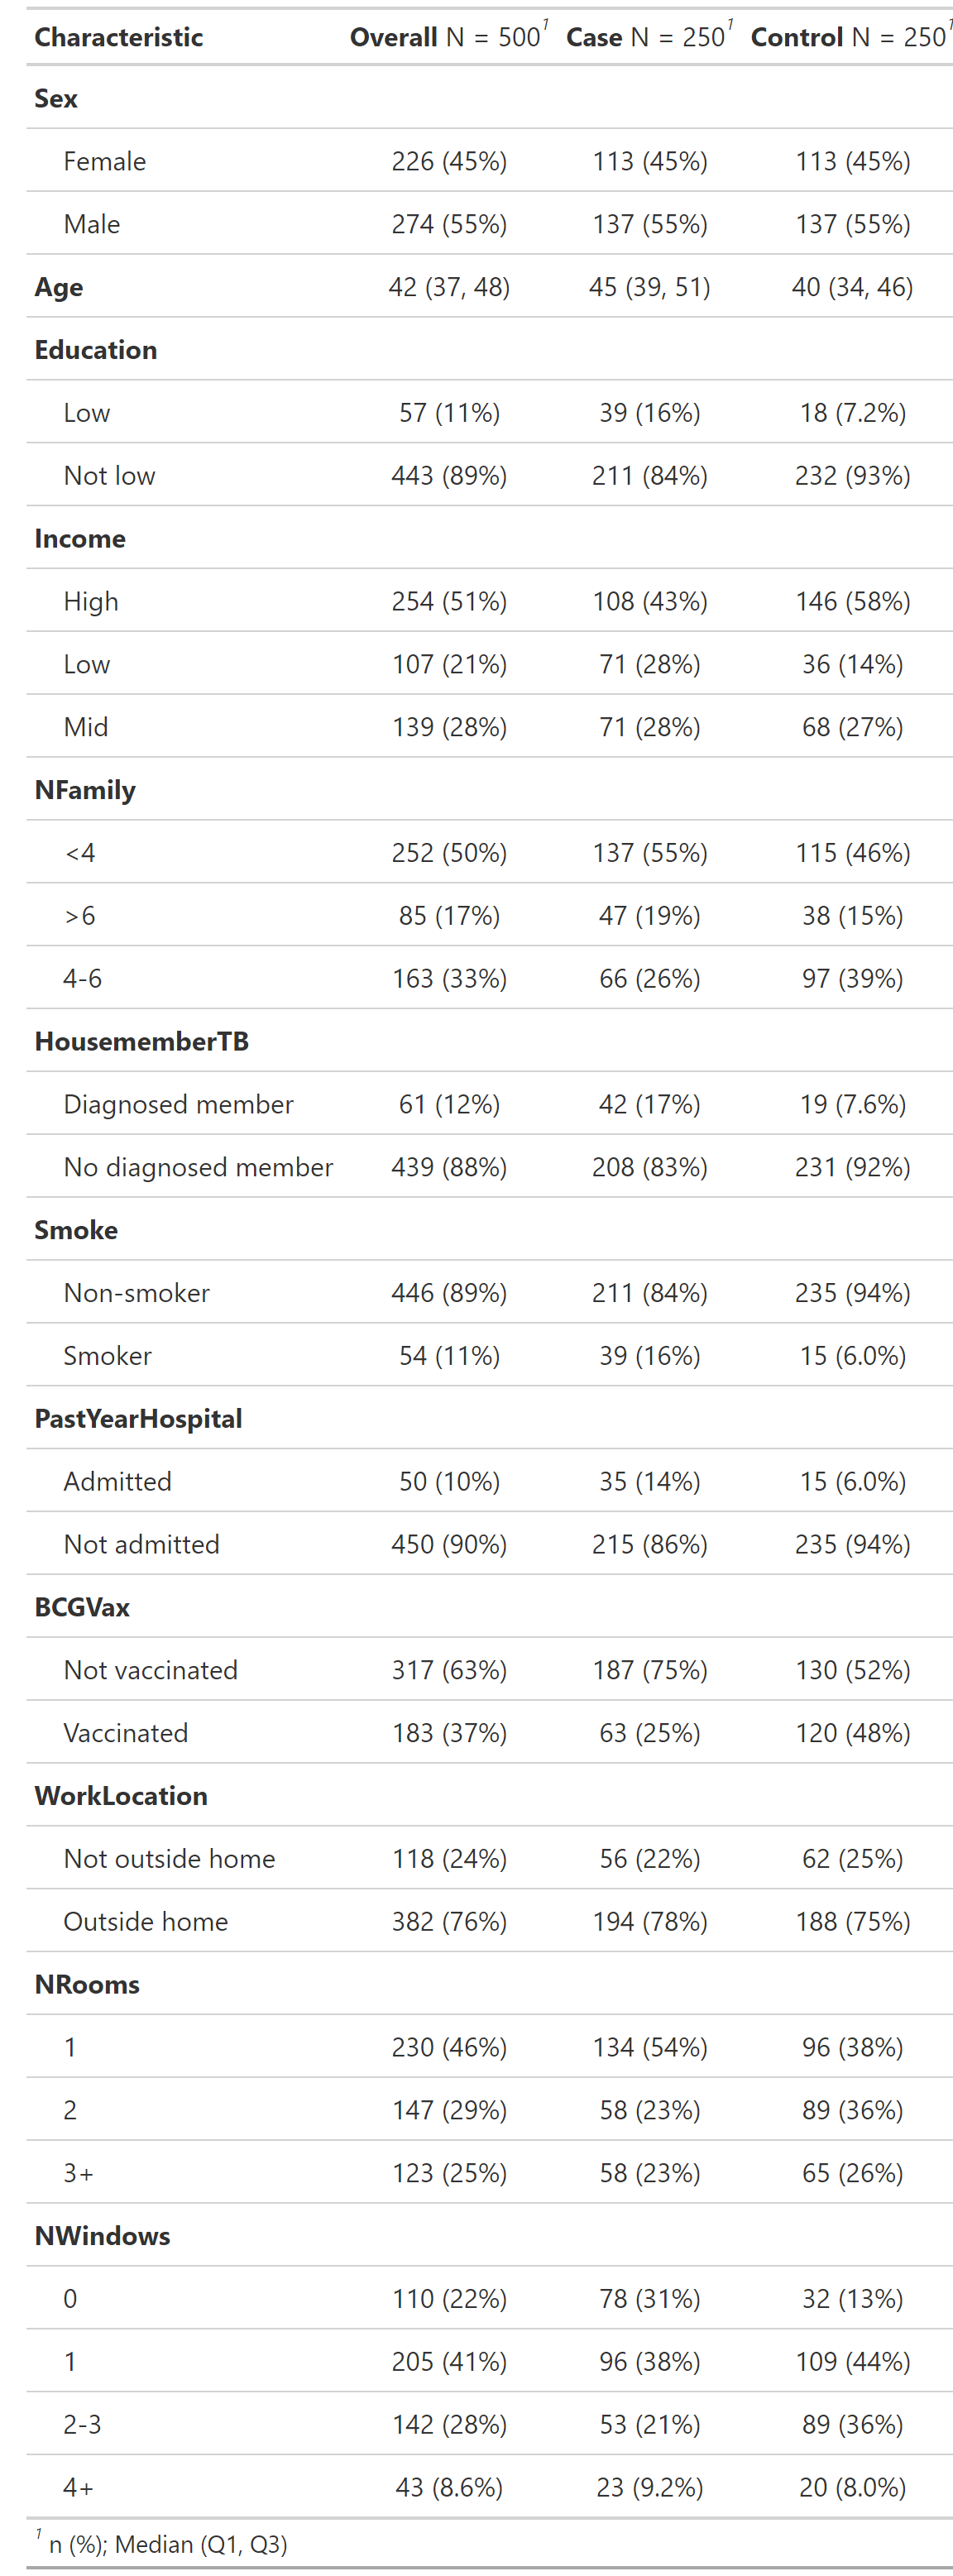 Characteristic Overall N = 500¹ Case N = 250¹ Control N = 250¹
Sex
Female 226 (45%) 113 (45%) 113 (45%)
Male 274 (55%) 137 (55%) 137 (55%)
Age 42 (37, 48) 45 (39, 51) 40 (34, 46)
Education
Low 57 (11%) 39 (16%) 18 (7.2%)
Not low 443 (89%) 211 (84%) 232 (93%)
Income
High 254 (51%) 108 (43%) 146 (58%)
Low 107 (21%) 71 (28%) 36 (14%)
Mid 139 (28%) 71 (28%) 68 (27%)
NFamily
<4 252 (50%) 137 (55%) 115 (46%)
>6 85 (17%) 47 (19%) 38 (15%)
4-6 163 (33%) 66 (26%) 97 (39%)
HousememberTB
Diagnosed member 61 (12%) 42 (17%) 19 (7.6%)
No diagnosed member 439 (88%) 208 (83%) 231 (92%)
Smoke
Non-smoker 446 (89%) 211 (84%) 235 (94%)
Smoker 54 (11%) 39 (16%) 15 (6.0%)
PastYearHospital
Admitted 50 (10%) 35 (14%) 15 (6.0%)
Not admitted 450 (90%) 215 (86%) 235 (94%)
BCGVax
Not vaccinated 317 (63%) 187 (75%) 130 (52%)
Vaccinated 183 (37%) 63 (25%) 120 (48%)
WorkLocation
Not outside home 118 (24%) 56 (22%) 62 (25%)
Outside home 382 (76%) 194 (78%) 188 (75%)
NRooms
1 230 (46%) 134 (54%) 96 (38%)
2 147 (29%) 58 (23%) 89 (36%)
3+ 123 (25%) 58 (23%) 65 (26%)
NWindows
0 110 (22%) 78 (31%) 32 (13%)
1 205 (41%) 96 (38%) 109 (44%)
2-3 142 (28%) 53 (21%) 89 (36%)
4+ 43 (8.6%) 23 (9.2%) 20 (8.0%)
¹ n (%); Median (Q1, Q3)